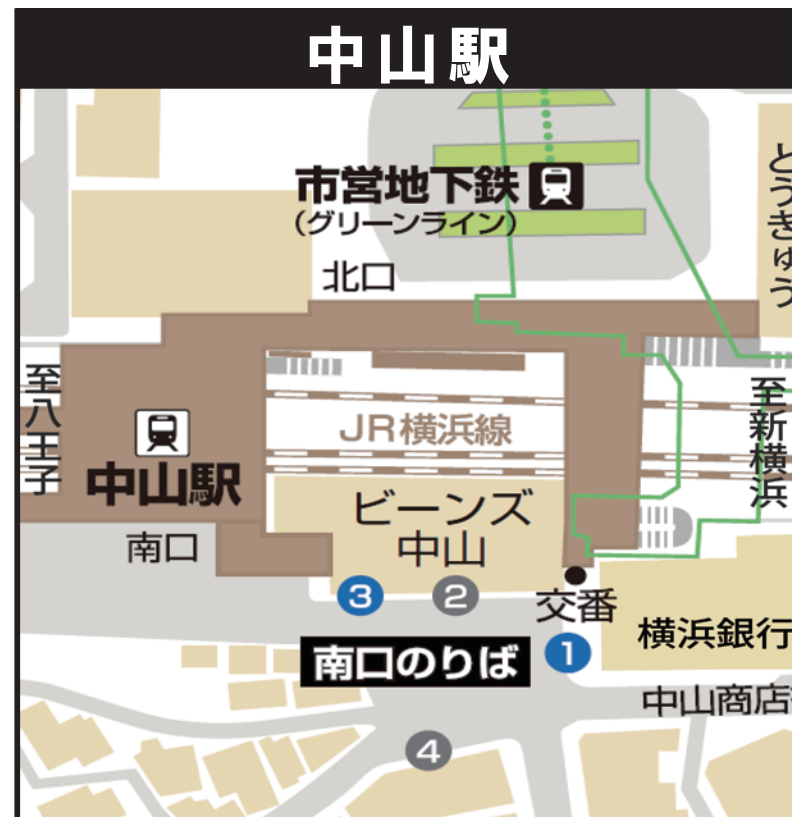 中山駅
市営地下鉄
（グリーンライン）
とうきゅう
北口
至八王子
JR横浜線
至新横浜
中山駅
ビーンズ
中山
南口
3
2
交番
1
横浜銀行
南口のりば
中山商店
4